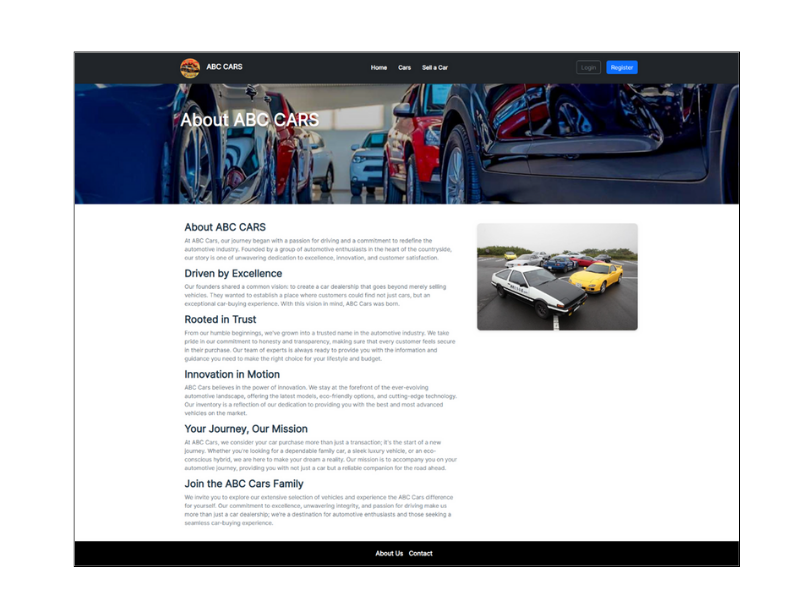 ABC CARS
Home Cars Sell a Car
Login Register
About ABC CARS
About ABC CARS
At ABC Cars, our journey began with a passion for driving and a commitment to redefine the
automotive industry. Founded by a group of automotive enthusiasts in the heart of the countryside,
our story is one of unwavering dedication to excellence, innovation, and customer satisfaction.
Driven by Excellence
Our founders shared a common vision: to create a car dealership that goes beyond merely selling
vehicles. They wanted to establish a place where customers could find not just cars, but an
exceptional car-buying experience. With this vision in mind, ABC Cars was born.
Rooted in Trust
From our humble beginnings, we've grown into a trusted name in the automotive industry. We take
pride in our commitment to honesty and transparency, making sure that every customer feels secure
in their purchase. Our team of experts is always ready to provide you with the information and
guidance you need to make the right choice for your lifestyle and budget.
Innovation in Motion
ABC Cars believes in the power of innovation. We stay at the forefront of the ever-evolving
automotive landscape, offering the latest models, eco-friendly options, and cutting-edge technology.
Our inventory is a reflection of our dedication to providing you with the best and most advanced
vehicles on the market.
Your Journey, Our Mission
At ABC Cars, we consider your car purchase more than just a transaction; it's the start of a new
journey. Whether you're looking for a dependable family car, a sleek luxury vehicle, or an eco-
conscious hybrid, we are here to make your dream a reality. Our mission is to accompany you on your
automotive journey, providing you with not just a car but a reliable companion for the road ahead.
Join the ABC Cars Family
We invite you to explore our extensive selection of vehicles and experience the ABC Cars difference
for yourself. Our commitment to excellence, unwavering integrity, and passion for driving make us
more than just a car dealership; we're a destination for automotive enthusiasts and those seeking a
seamless car-buying experience.
About Us Contact